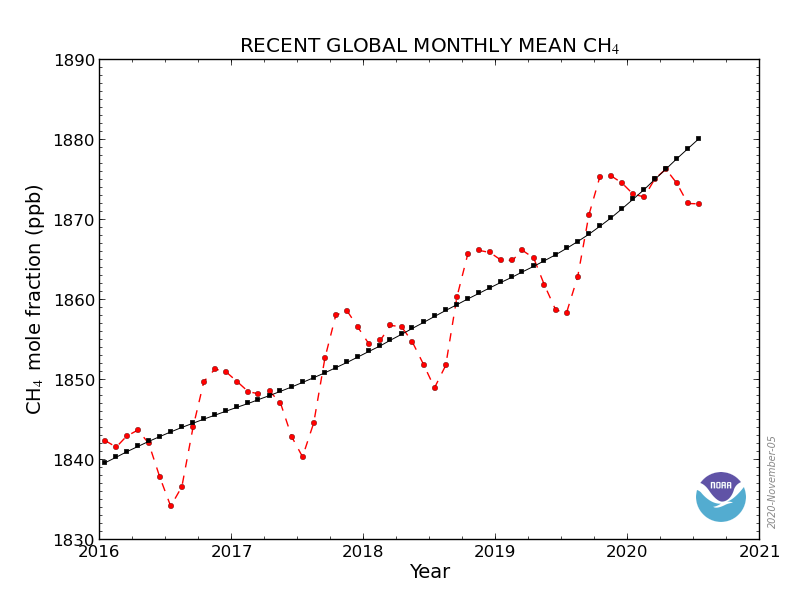 RECENT GLOBAL MONTHLY MEAN CH₄
1890
1880
1870
1860
1850
1840
1830
CH₄ mole fraction (ppb)
2016 2017 2018 2019 2020 2021
Year
NOAA
2020-November-05